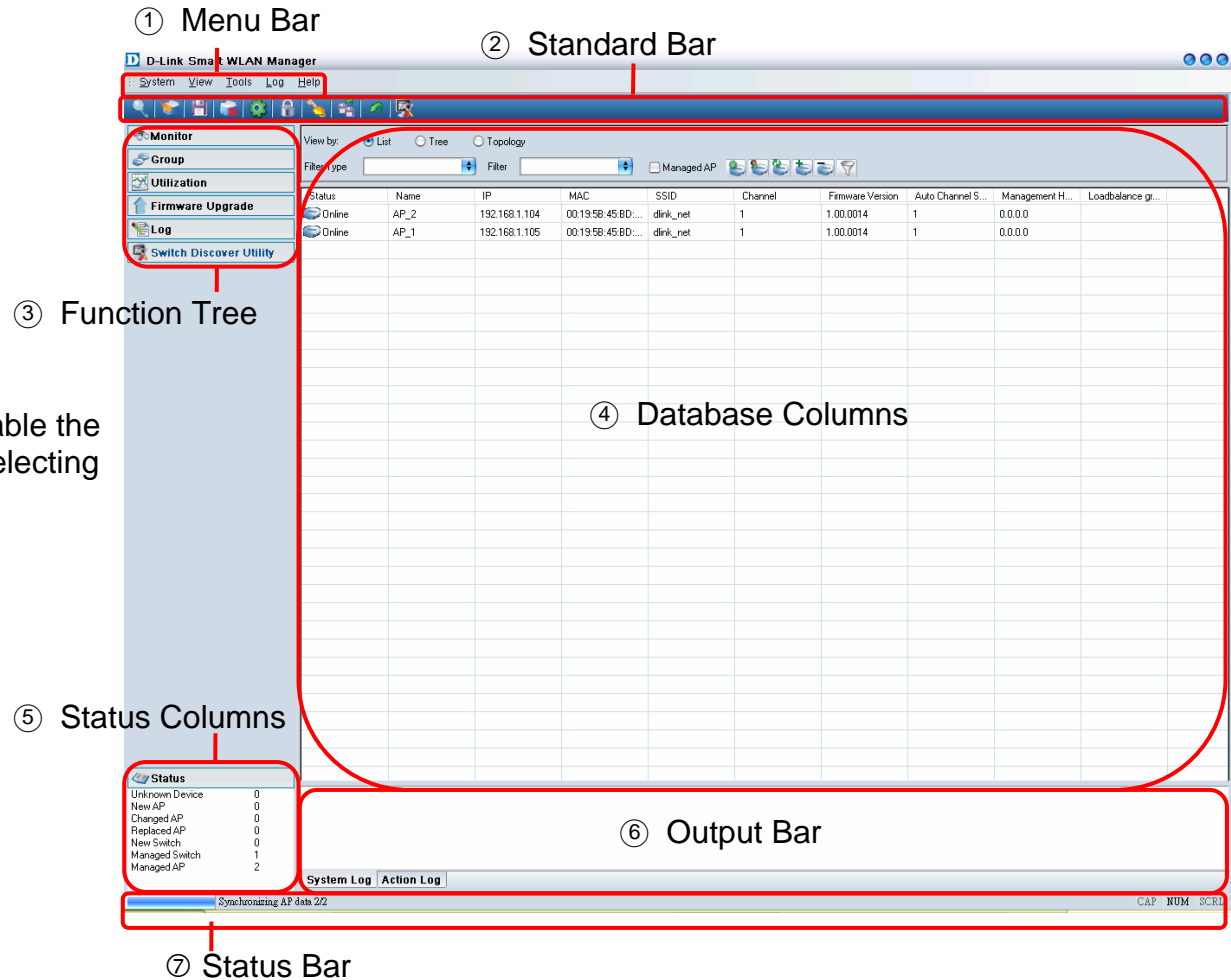 ① Menu Bar
② Standard Bar
D-Link Smart WLAN Manager
System View Tools Log Help
Monitor
Group
Utilization
Firmware Upgrade
Log
Switch Discover Utility
View by: List Tree Topology
Filter Type Filter Managed AP
Status Name IP MAC SSID Channel Firmware Version Auto Channel S... Management H... Loadbalance gr...
Online AP_2 192.168.1.104 00:19:5B:45:BD:... dlink_net 1 1.00.0014 1 0.0.0.0
Online AP_1 192.168.1.105 00:19:5B:45:BD:... dlink_net 1 1.00.0014 1 0.0.0.0
③ Function Tree
able the
electing
④ Database Columns
⑤ Status Columns
Status
Unknown Device 0
New AP 0
Changed AP 0
Replaced AP 0
New Switch 0
Managed Switch 1
Managed AP 2
⑥ Output Bar
System Log Action Log
Synchronizing AP data 2/2 CAP NUM SCRL
⑦ Status Bar